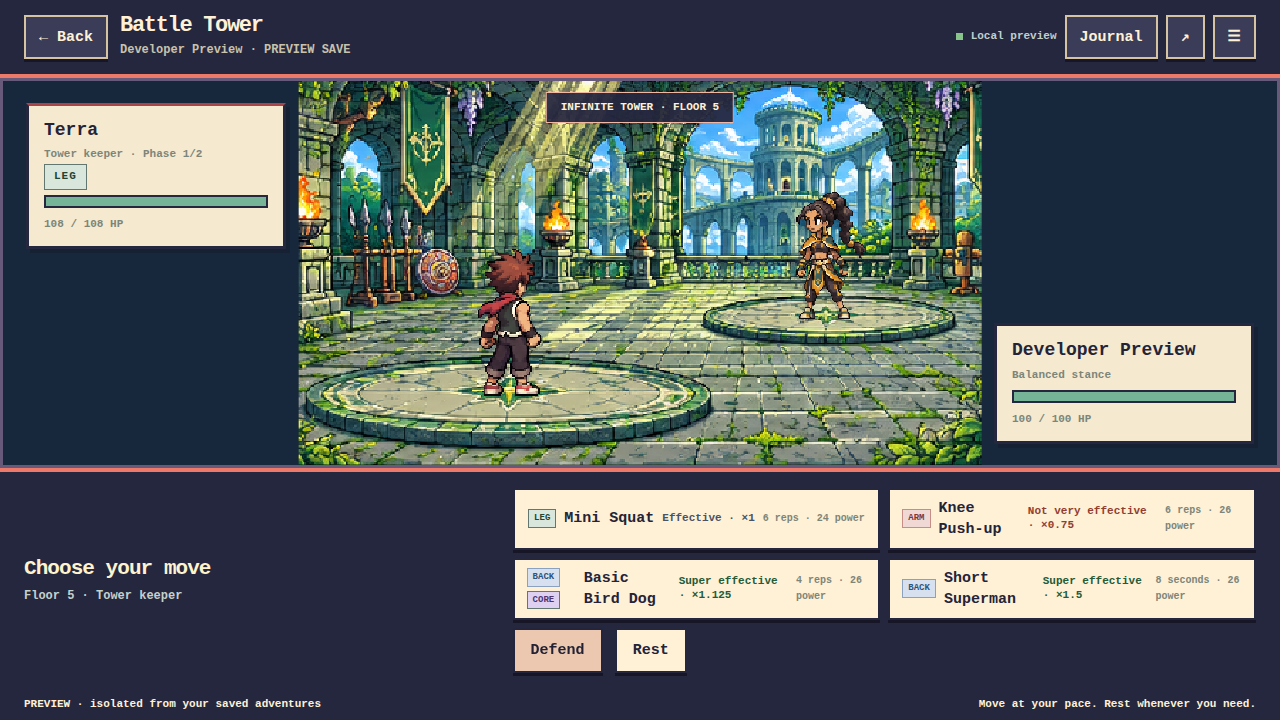 ← Back
Battle Tower
Developer Preview · PREVIEW SAVE
Local preview
Journal
↗
☰
INFINITE TOWER · FLOOR 5
Terra
Tower keeper · Phase 1/2
LEG
108 / 108 HP
Developer Preview
Balanced stance
100 / 100 HP
Choose your move
Floor 5 · Tower keeper
LEG Mini Squat Effective · ×1 6 reps · 24 power
ARM
Knee
Push-up
Not very effective
· ×0.75
6 reps · 26
power
BACK
CORE
Basic
Bird Dog
Super effective
· ×1.125
4 reps · 26
power
BACK
Short
Superman
Super effective
· ×1.5
8 seconds · 26
power
Defend
Rest
PREVIEW · isolated from your saved adventures
Move at your pace. Rest whenever you need.